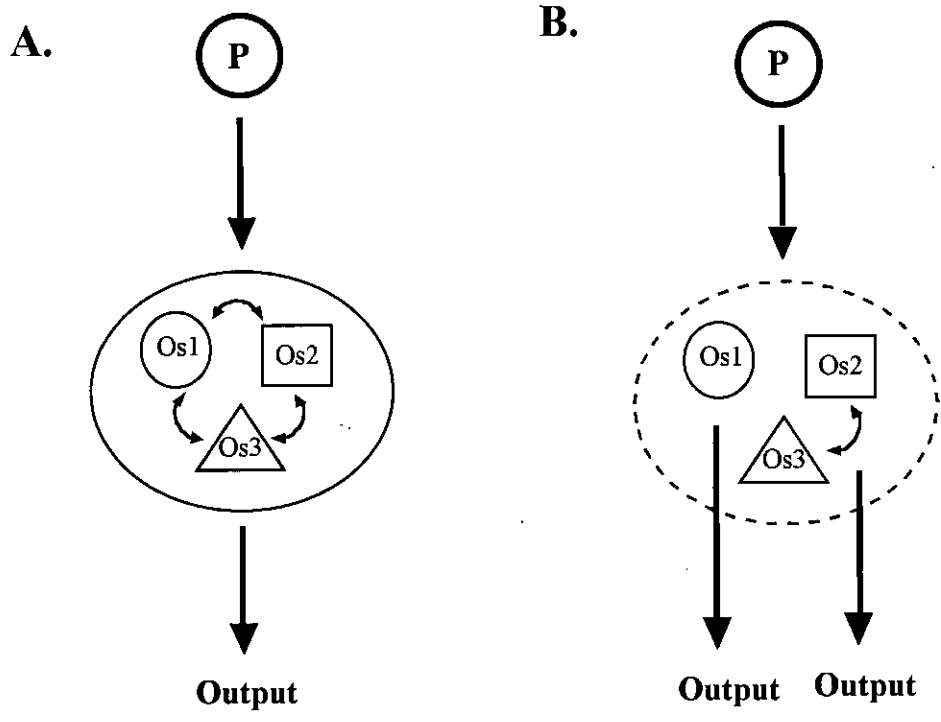 A.
P
Os1
Os2
Os3
Output
B.
P
Os1
Os2
Os3
Output
Output